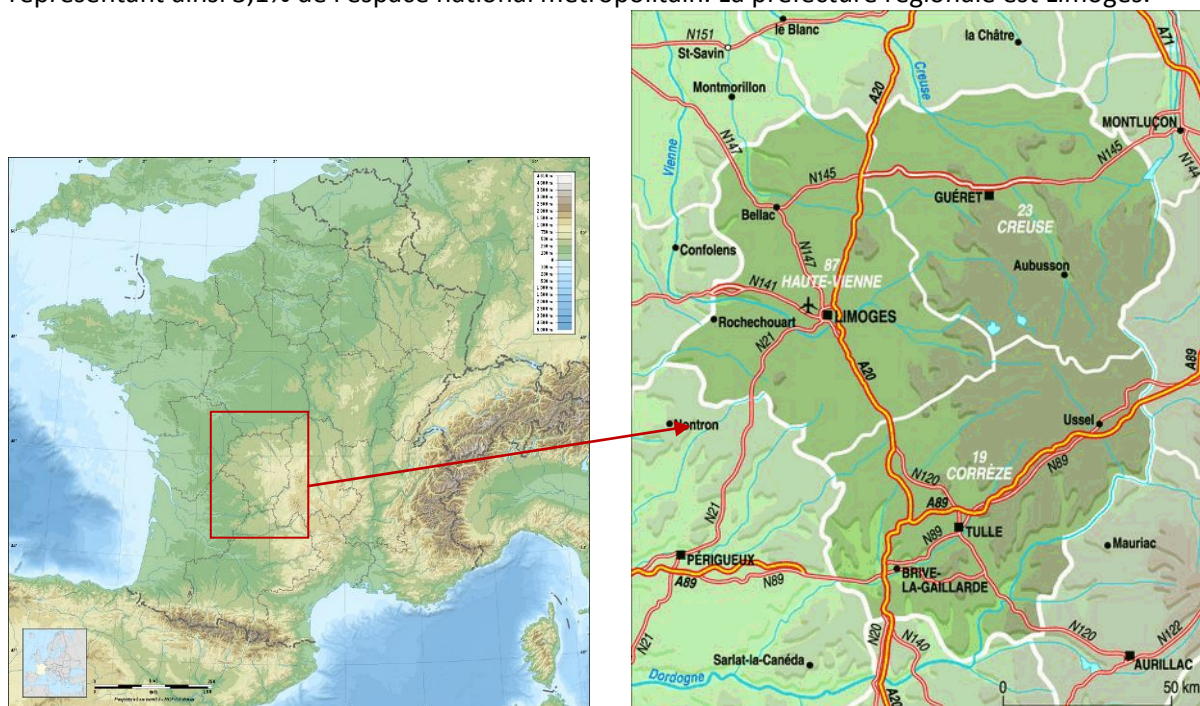 représentant ainsi 3,1% de l'espace national métropolitain. La préfecture régionale est Limoges.
N151
le Blanc
St-Savin
la Châtre
A71
Montmorillon
A20
Creuse
MONTLUÇON
Vienne
N147
N145
N145
N144
Bellac
GUÉRET
23
CREUSE
Confolens
N147
87
HAUTE-VIENNE
Aubusson
N141
Rochechouart
LIMOGES
N21
A20
A89
Nontron
Ussel
19
CORRÈZE
N120
N89
A89
N21
N89
TULLE
Mauriac
PÉRIGUEUX
A89
N89
BRIVE-
LA-GAILLARDE
N21
N20
N140
N120
N122
Sarlat-la-Canéda
AURILLAC
Dordogne
A20
0
50 km